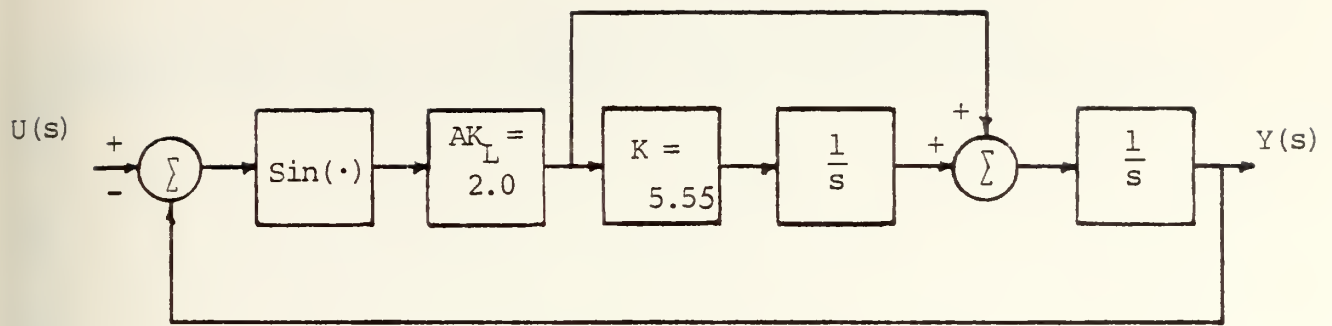 U(s)
+
-
Σ
Sin(·)
AK_L =
2.0
K =
5.55
1
s
+
+
Σ
1
s
Y(s)